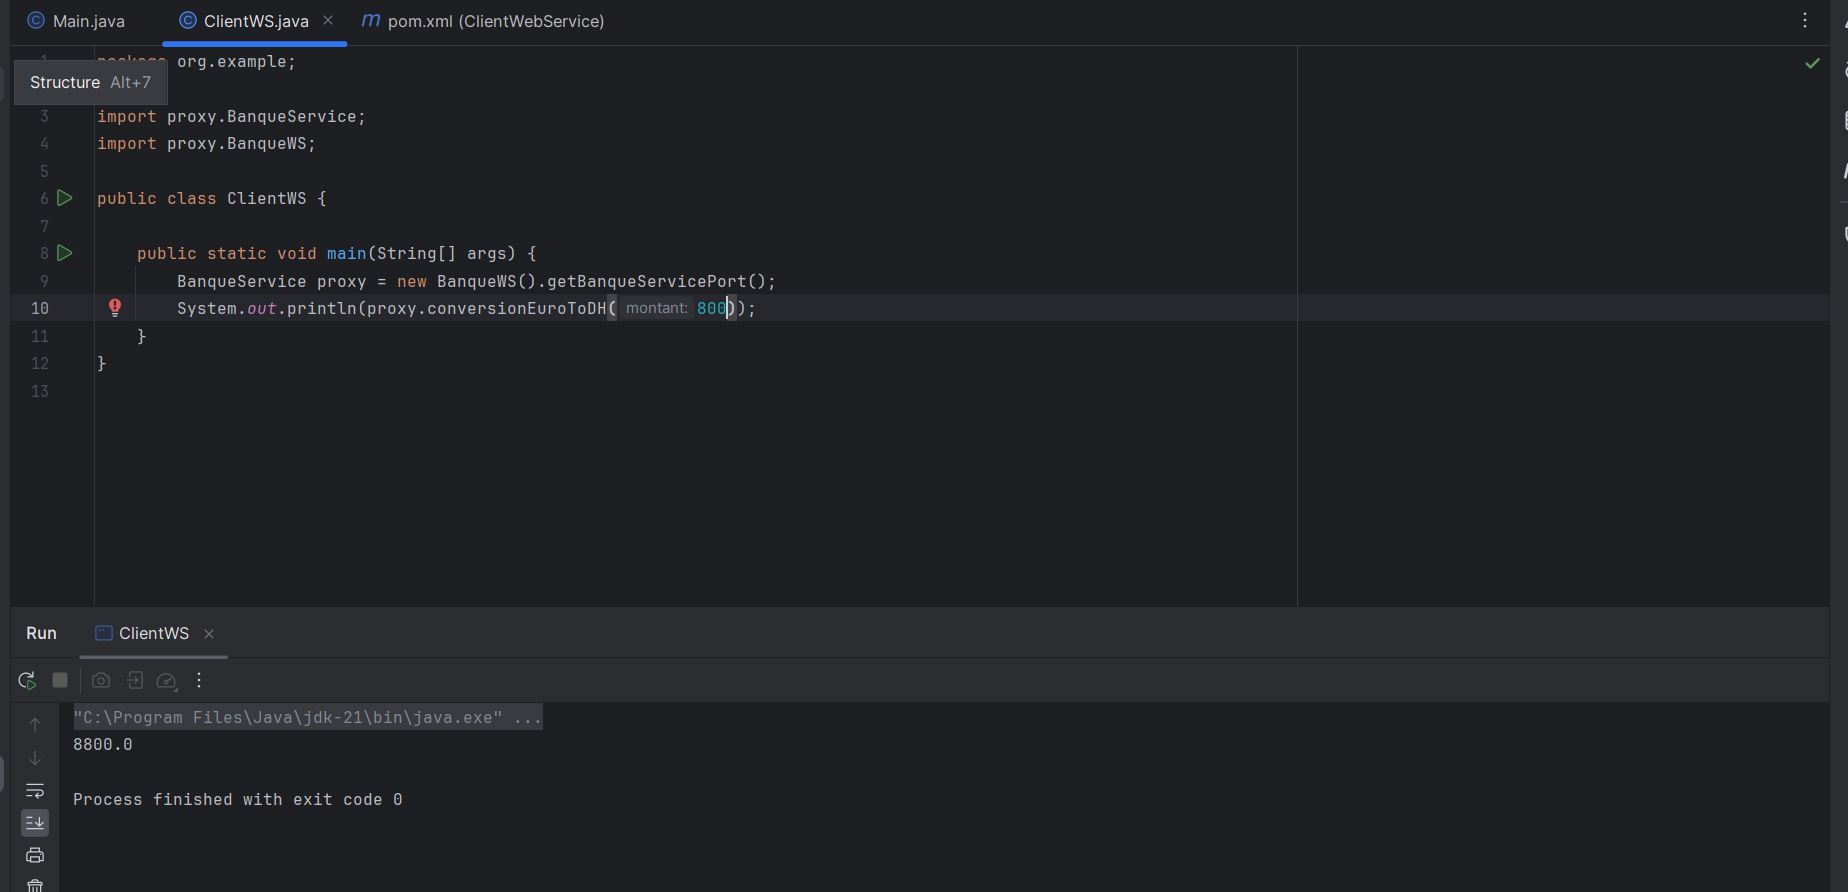 Main.java
ClientWS.java
m pom.xml (ClientWebService)
1 package org.example;
Structure Alt+7
3 import proxy.BanqueService;
4 import proxy.BanqueWS;
5
6 public class ClientWS {
7
8 public static void main(String[] args) {
9 BanqueService proxy = new BanqueWS().getBanqueServicePort();
10 System.out.println(proxy.conversionEuroToDH( montant: 800));
11 }
12 }
13
Run
ClientWS
"C:\Program Files\Java\jdk-21\bin\java.exe" ...
8800.0
Process finished with exit code 0